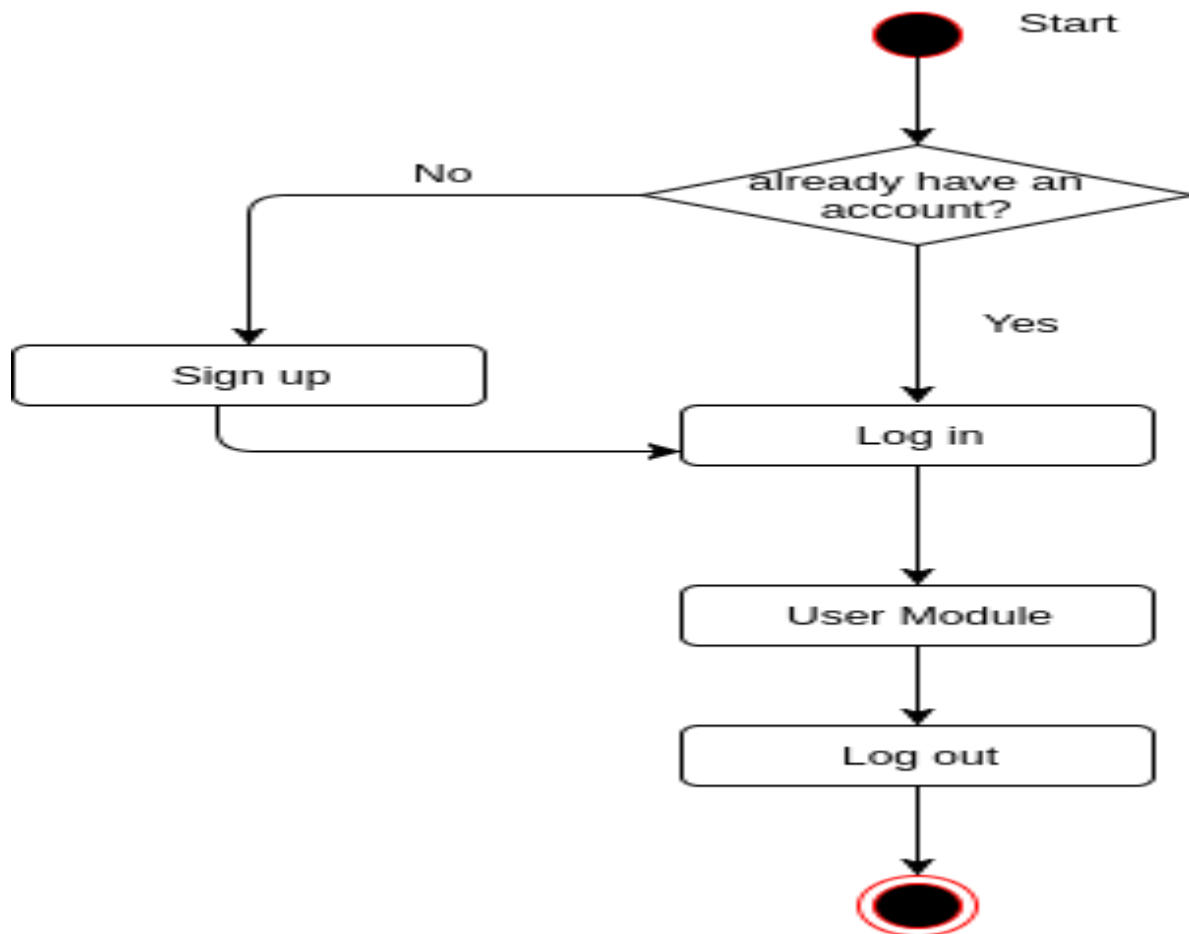 Start
already have an
account?
No
Yes
Sign up
Log in
User Module
Log out